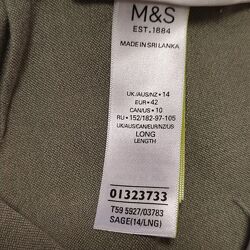 M&S
EST.1884
MADE IN SRI LANKA
UK/AUS/NZ • 14
EUR • 42
CAN/US • 10
RU • 152/182-97-105
UK/AUS/CAN/EUR/NZ/US
LONG
LENGTH
01323733
T59 5927/03783
SAGE(14/LNG)